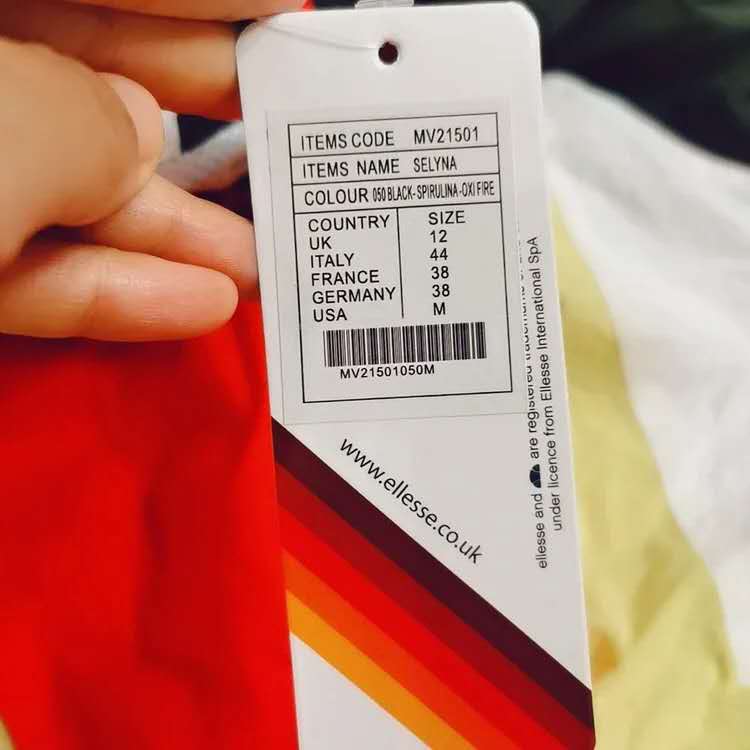 ITEMS CODE MV21501
ITEMS NAME SELYNA
COLOUR 050 BLACK-SPIRULINA-OXI FIRE
COUNTRY SIZE
UK 12
ITALY 44
FRANCE 38
GERMANY 38
USA M
MV21501050M
www.ellesse.co.uk
ellesse and are registered trademarks of
under licence from Ellesse International SpA